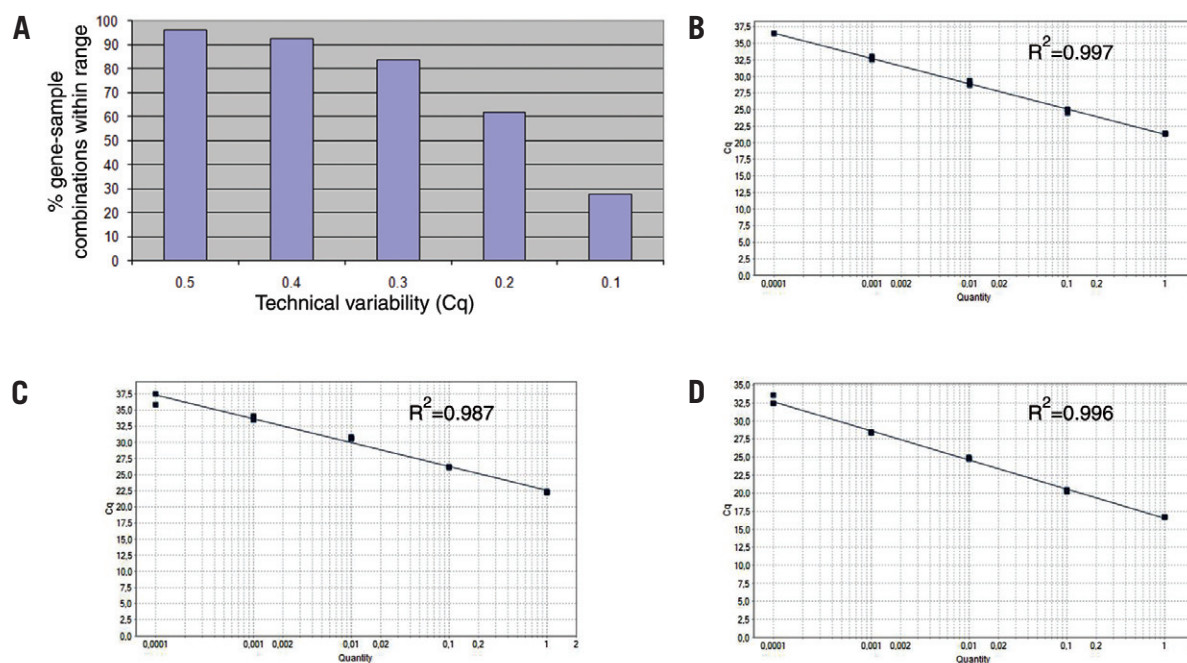 A
100
90
80
70
60
50
40
30
20
10
0
% gene-sample
combinations within range
0.5 0.4 0.3 0.2 0.1
Technical variability (Cq)
B
37,5
35,0
32,5
30,0
27,5
25,0
22,5
20,0
17,5
15,0
12,5
10,0
7,5
5,0
2,5
0,0
Cq
R²=0.997
0,0001 0,001 0,002 0,01 0,02 0,1 0,2 1
Quantity
C
37,5
35,0
32,5
30,0
27,5
25,0
22,5
20,0
17,5
15,0
12,5
10,0
7,5
5,0
2,5
0,0
Cq
R²=0.987
0,0001 0,001 0,002 0,01 0,02 0,1 0,2 1 2
Quantity
D
35,0
32,5
30,0
27,5
25,0
22,5
20,0
17,5
15,0
12,5
10,0
7,5
5,0
2,5
0,0
Cq
R²=0.996
0,0001 0,001 0,002 0,01 0,02 0,1 0,2 1
Quantity